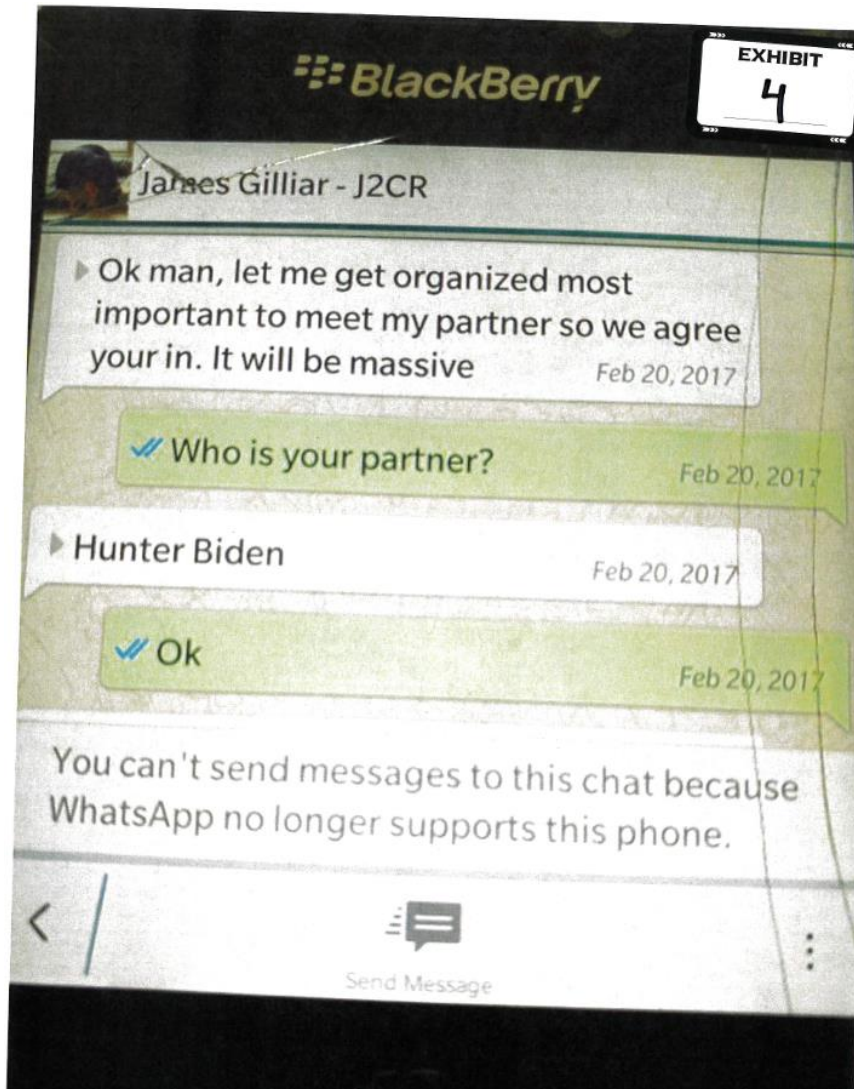 BlackBerry
EXHIBIT
4
James Gilliar - J2CR
Ok man, let me get organized most
important to meet my partner so we agree
your in. It will be massive
Feb 20, 2017
Who is your partner?
Feb 20, 2017
Hunter Biden
Feb 20, 2017
Ok
Feb 20, 2017
You can't send messages to this chat because
WhatsApp no longer supports this phone.
Send Message